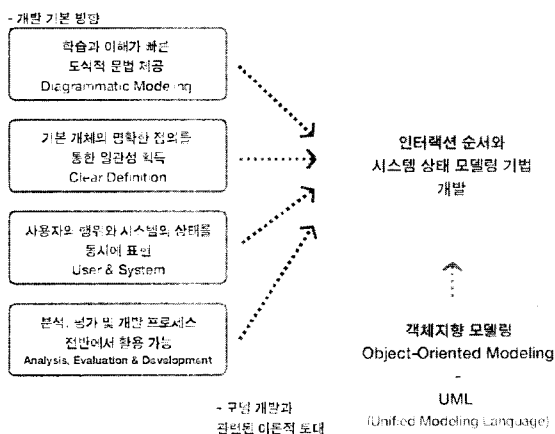 - 개발 기본 방향
학습과 이해가 빠른
도식적 문법 제공
Diagrammatic Modeling
기본 개체의 명확한 정의를
통한 일관성 획득
Clear Definition
사용자의 행위와 시스템의 상태를
동시에 표현
User & System
분석, 평가 및 개발 프로세스
전반에서 활용 가능
Analysis, Evaluation & Development
인터랙션 순서와
시스템 상태 모델링 기법
개발
객체지향 모델링
Object-Oriented Modeling
-
UML
(Unified Modeling Language)
- 모델 개발과
관련된 이론적 토대